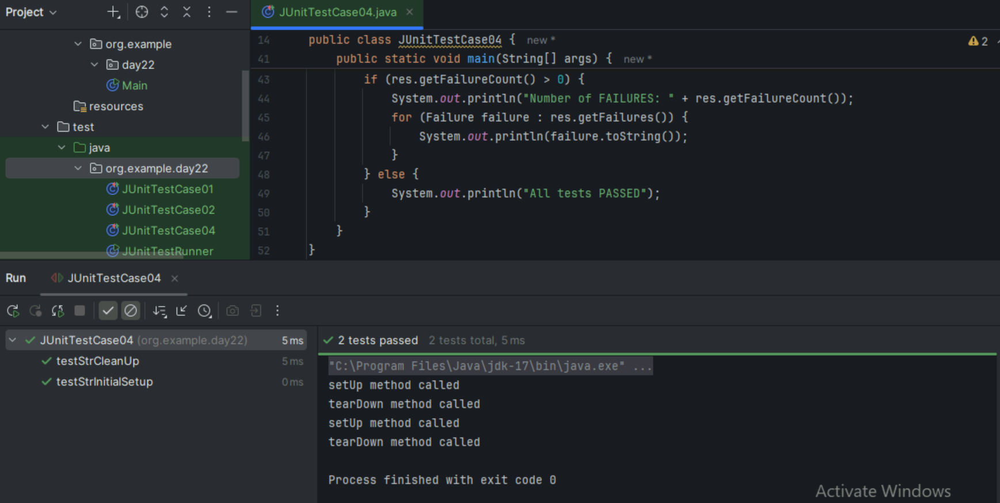 Project
org.example
day22
Main
resources
test
java
org.example.day22
JUnitTestCase01
JUnitTestCase02
JUnitTestCase04
JUnitTestRunner
JUnitTestCase04.java
2
14 public class JUnitTestCase04 { new *
41 public static void main(String[] args) { new *
43 if (res.getFailureCount() > 0) {
44 System.out.println("Number of FAILURES: " + res.getFailureCount());
45 for (Failure failure : res.getFailures()) {
46 System.out.println(failure.toString());
47 }
48 } else {
49 System.out.println("All tests PASSED");
50 }
51 }
52 }
Run JUnitTestCase04
JUnitTestCase04 (org.example.day22) 5 ms
testStrCleanUp 5 ms
testStrInitialSetup 0 ms
2 tests passed 2 tests total, 5 ms
"C:\Program Files\Java\jdk-17\bin\java.exe" ...
setUp method called
tearDown method called
setUp method called
tearDown method called
Process finished with exit code 0
Activate Windows